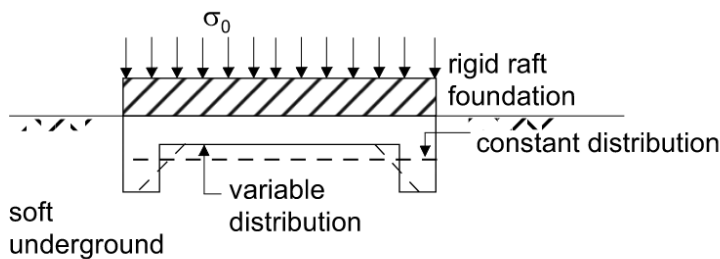 σ0
rigid raft
foundation
constant distribution
variable
distribution
soft
underground